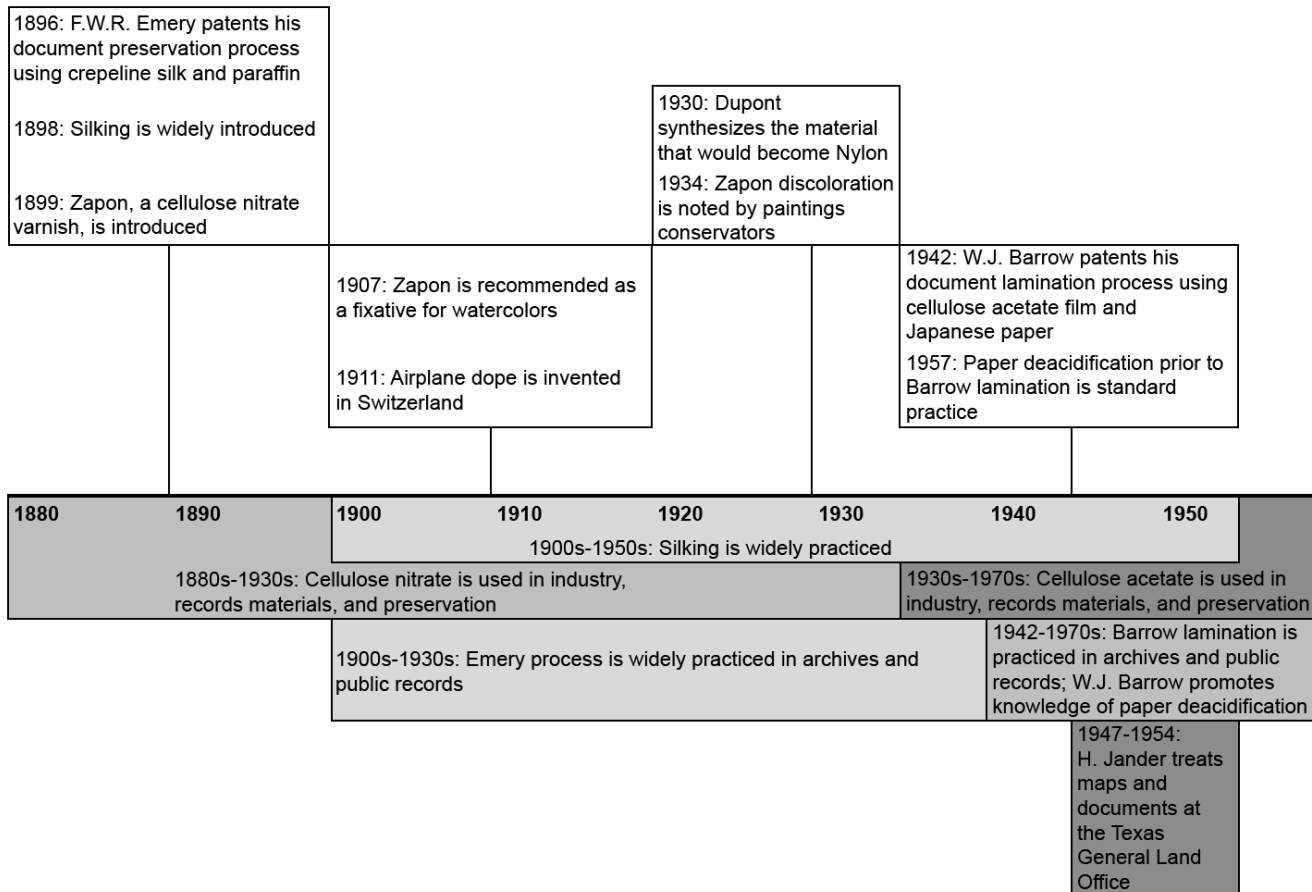 1896: F.W.R. Emery patents his
document preservation process
using crepeline silk and paraffin
1898: Silking is widely introduced
1899: Zapon, a cellulose nitrate
varnish, is introduced
1907: Zapon is recommended as
a fixative for watercolors
1911: Airplane dope is invented
in Switzerland
1930: Dupont
synthesizes the material
that would become Nylon
1934: Zapon discoloration
is noted by paintings
conservators
1942: W.J. Barrow patents his
document lamination process using
cellulose acetate film and
Japanese paper
1957: Paper deacidification prior to
Barrow lamination is standard
practice
1880 1890 1900 1910 1920 1930 1940 1950
1900s-1950s: Silking is widely practiced
1880s-1930s: Cellulose nitrate is used in industry,
records materials, and preservation
1930s-1970s: Cellulose acetate is used in
industry, records materials, and preservation
1900s-1930s: Emery process is widely practiced in archives and
public records
1942-1970s: Barrow lamination is
practiced in archives and public
records; W.J. Barrow promotes
knowledge of paper deacidification
1947-1954:
H. Jander treats
maps and
documents at
the Texas
General Land
Office